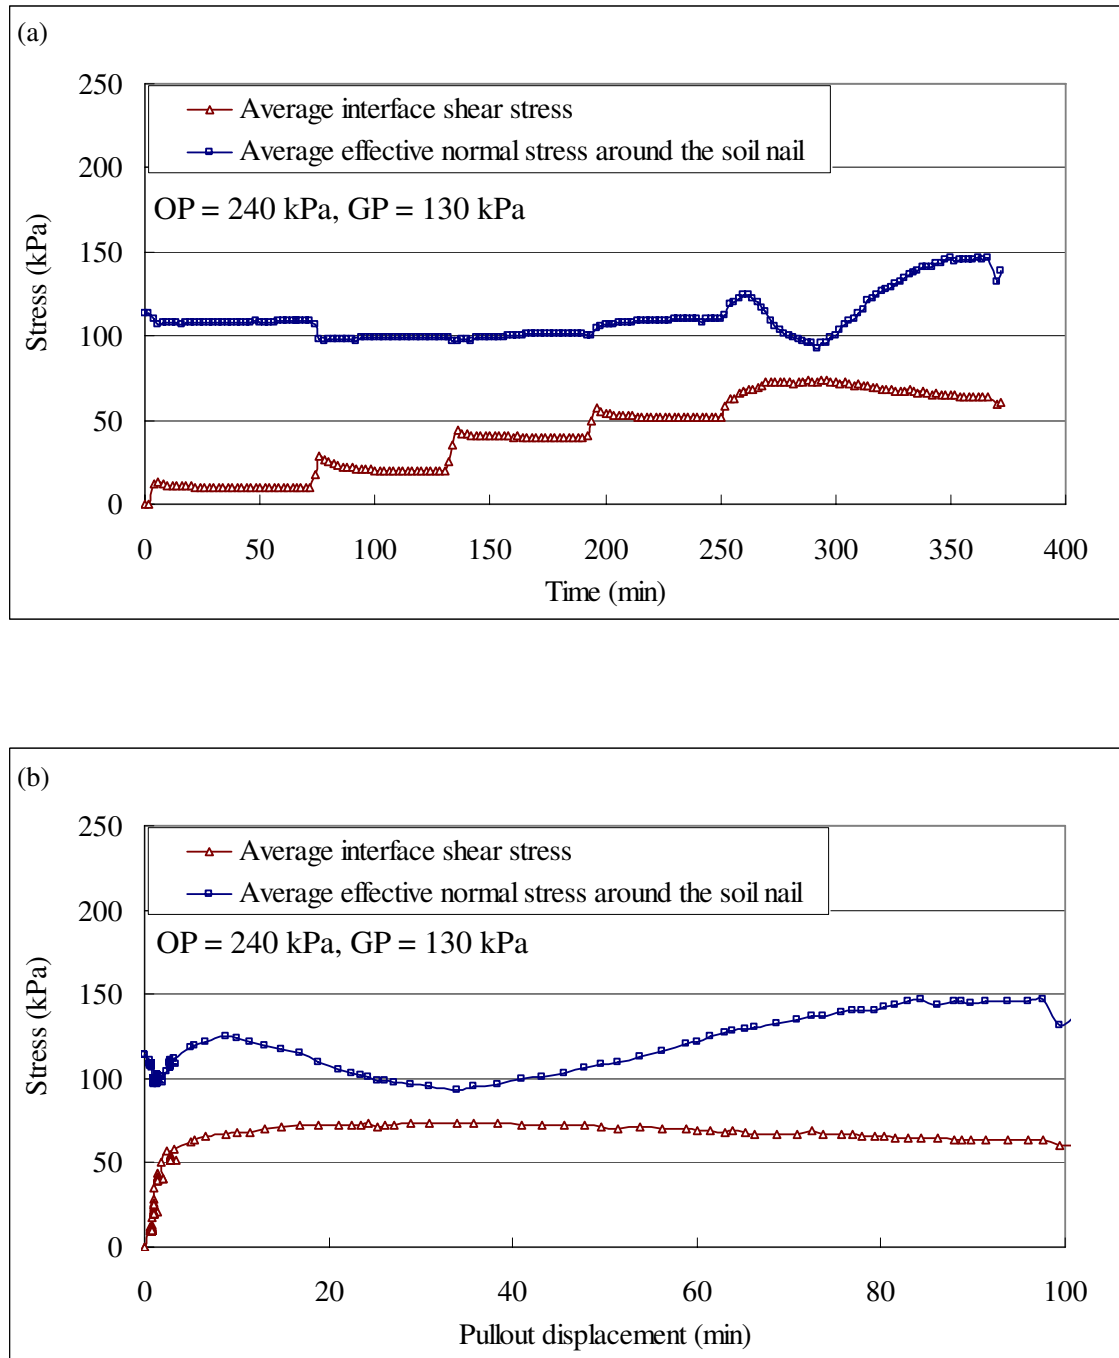 (a)
250
200
150
100
50
0
Stress (kPa)
Average interface shear stress
Average effective normal stress around the soil nail
OP = 240 kPa, GP = 130 kPa
0 50 100 150 200 250 300 350 400
Time (min)
(b)
250
200
150
100
50
0
Stress (kPa)
Average interface shear stress
Average effective normal stress around the soil nail
OP = 240 kPa, GP = 130 kPa
0 20 40 60 80 100
Pullout displacement (min)